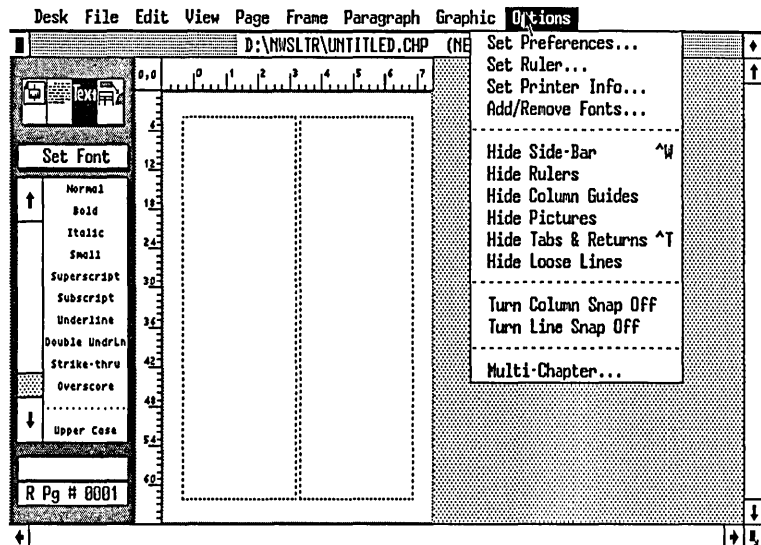 Desk File Edit View Page Frame Paragraph Graphic Options
D:\NWSLTR\UNTITLED.CHP (NE
Set Preferences...
Set Ruler...
Set Printer Info...
Add/Remove Fonts...
Hide Side-Bar ^W
Hide Rulers
Hide Column Guides
Hide Pictures
Hide Tabs & Returns ^T
Hide Loose Lines
Turn Column Snap Off
Turn Line Snap Off
Multi-Chapter...
0,0
0 1 2 3 4 5 6 7
6
12
18
24
30
36
42
48
54
60
Text
Set Font
Normal
Bold
Italic
Small
Superscript
Subscript
Underline
Double UndrLn
Strike-thru
Overscore
Upper Case
R Pg # 0001